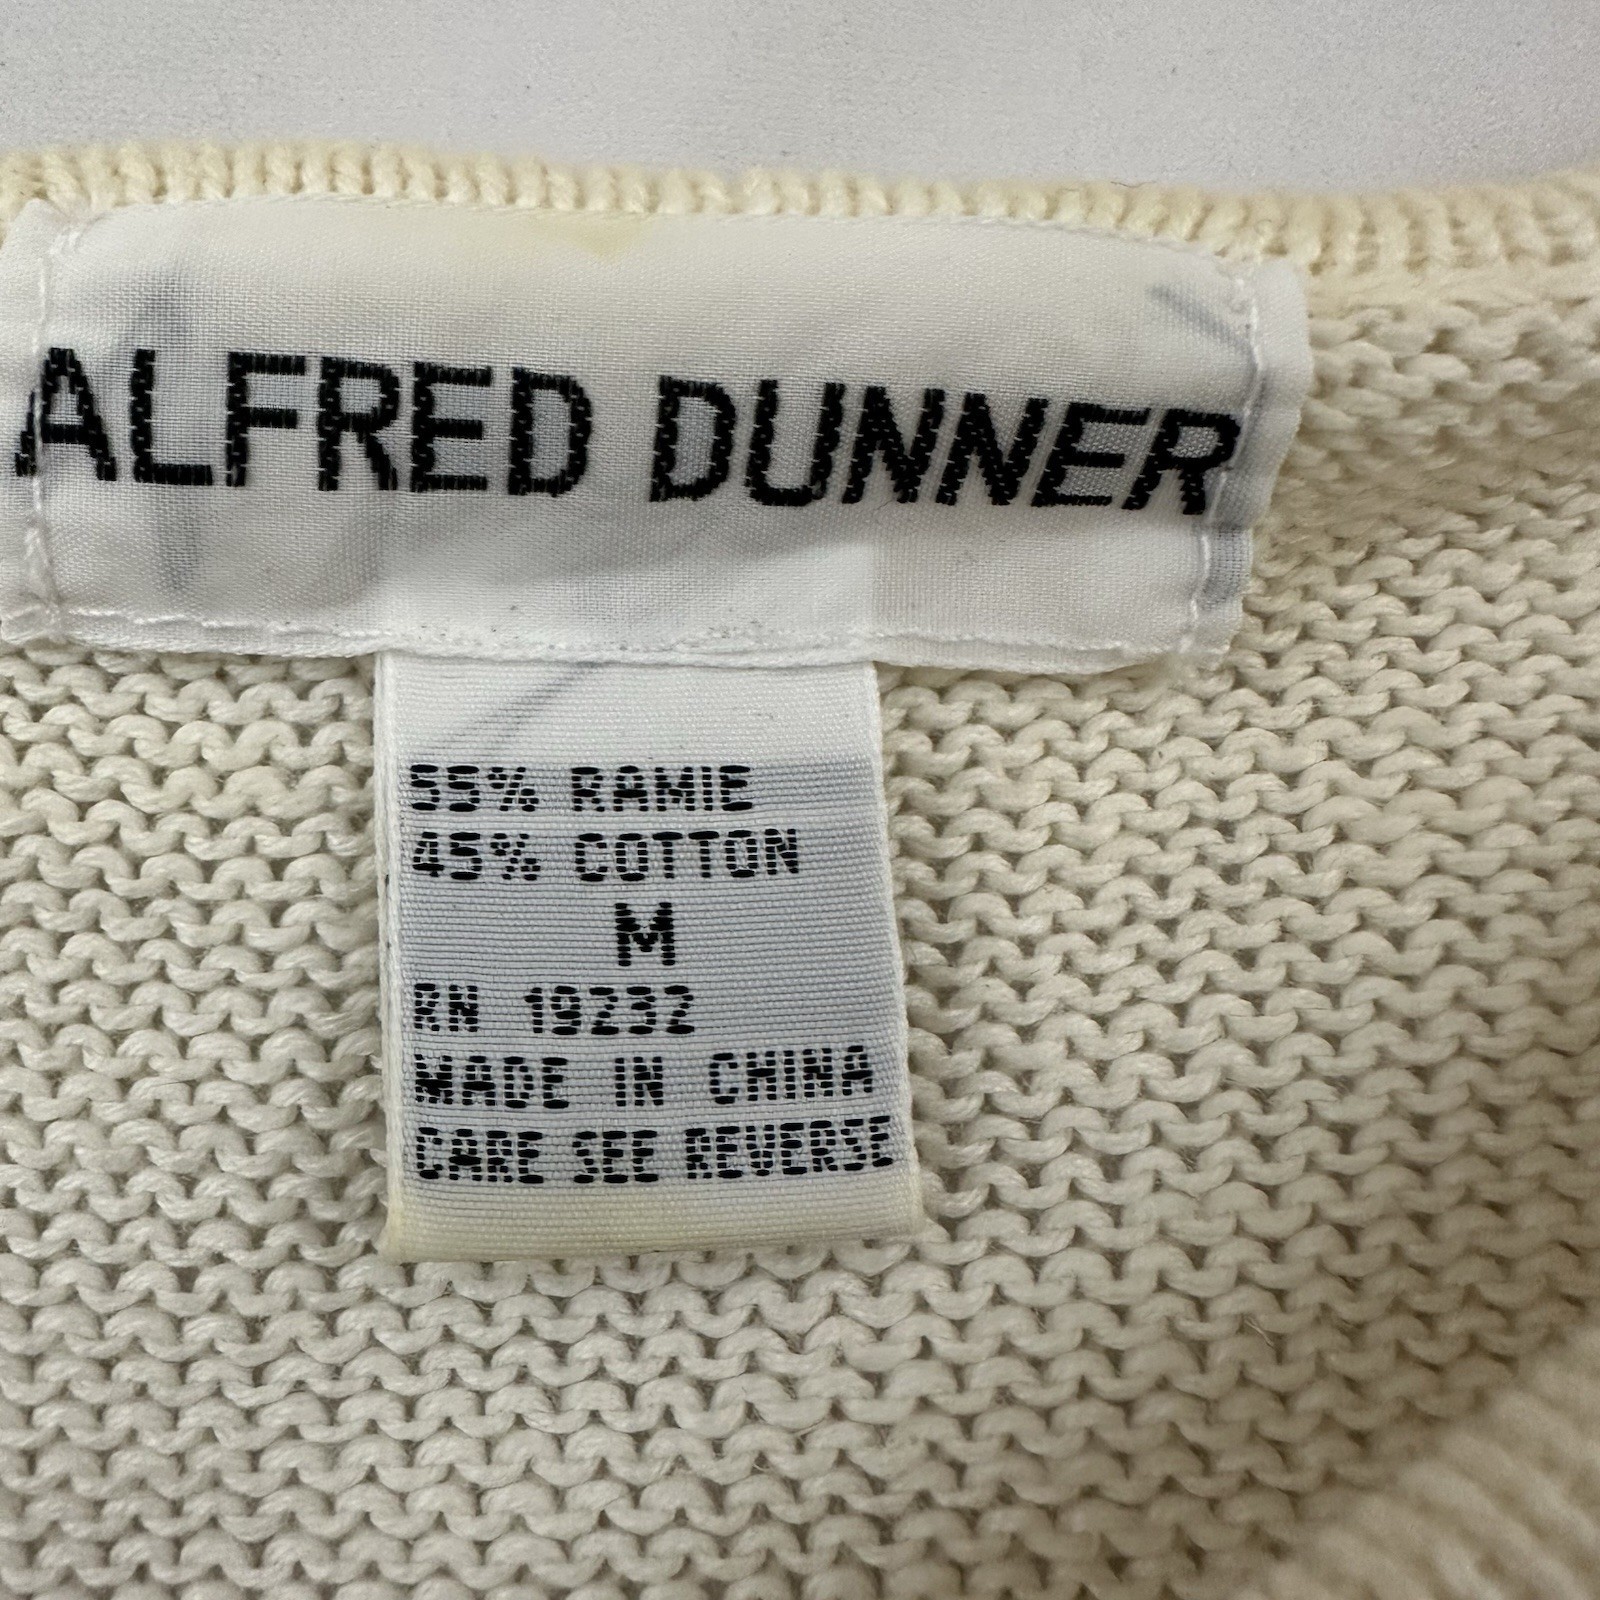 ALFRED DUNNER
55% RAMIE
45% COTTON
M
RN 19232
MADE IN CHINA
CARE SEE REVERSE